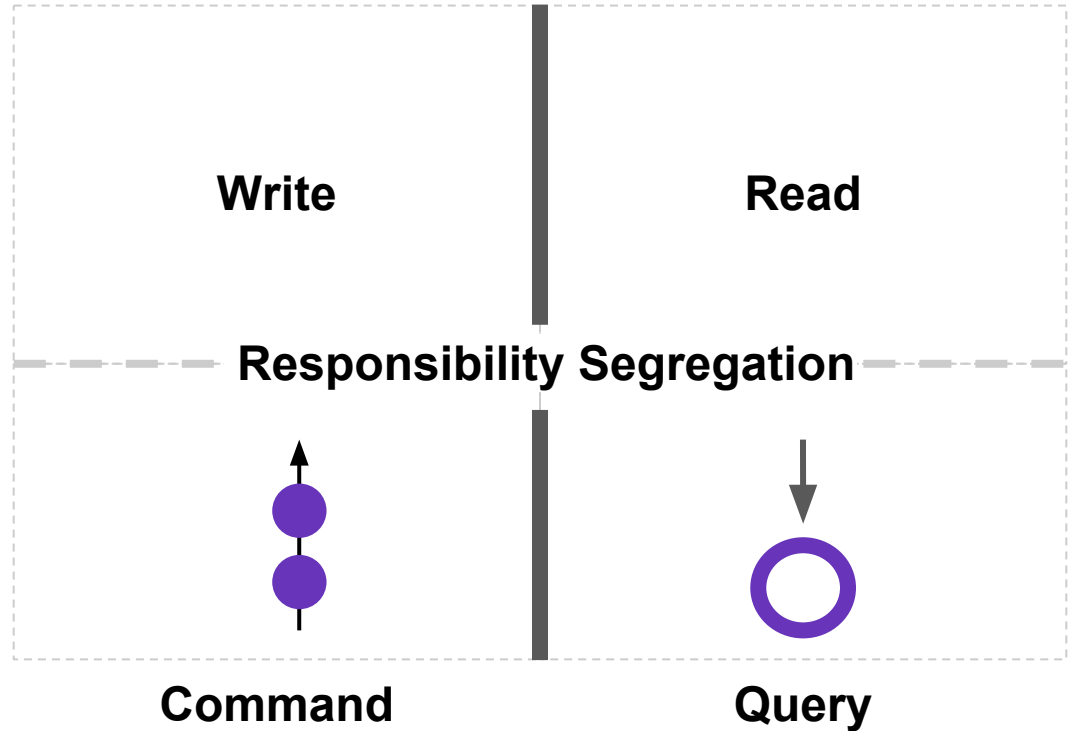 Write
Read
Responsibility Segregation
Command
Query